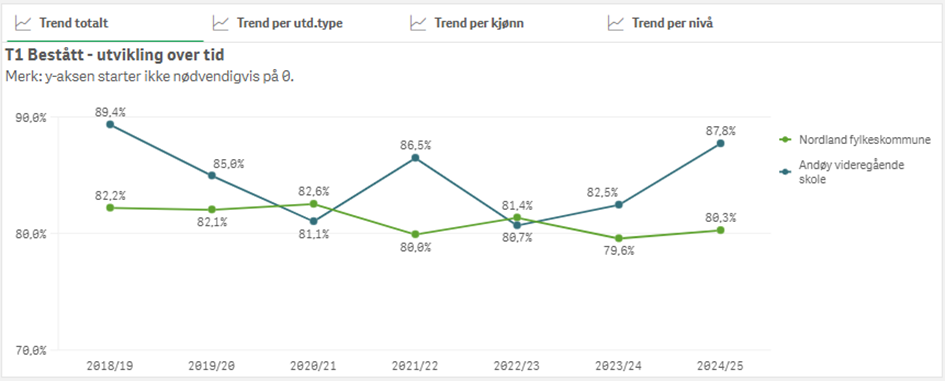 Trend totalt
Trend per utd.type
Trend per kjønn
Trend per nivå
T1 Bestått - utvikling over tid
Merk: y-aksen starter ikke nødvendigvis på 0.
90,0%
80,0%
70,0%
89,4%
85,0%
81,1%
86,5%
80,7%
82,5%
87,8%
82,2%
82,1%
82,6%
80,0%
81,4%
79,6%
80,3%
2018/19
2019/20
2020/21
2021/22
2022/23
2023/24
2024/25
Nordland fylkeskommune
Andøy videregående
skole